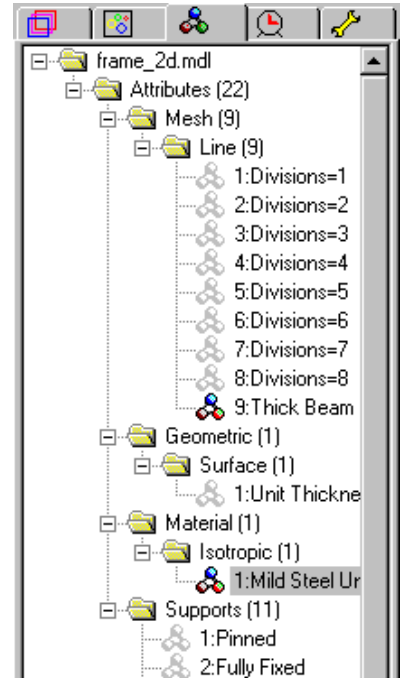 frame_2d.mdl
Attributes (22)
Mesh (9)
Line (9)
1:Divisions=1
2:Divisions=2
3:Divisions=3
4:Divisions=4
5:Divisions=5
6:Divisions=6
7:Divisions=7
8:Divisions=8
9:Thick Beam
Geometric (1)
Surface (1)
1:Unit Thickne
Material (1)
Isotropic (1)
1:Mild Steel Ur
Supports (11)
1:Pinned
2:Fully Fixed